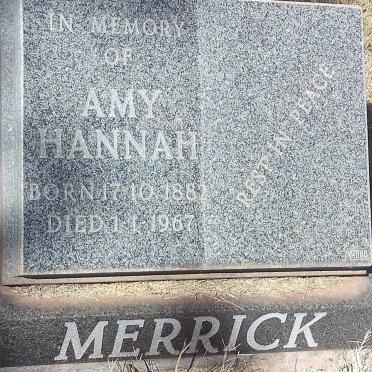 IN MEMORY
OF
AMY
HANNAH
BORN 17-10-1882
DIED 1-1-1967
REST IN PEACE
MERRICK